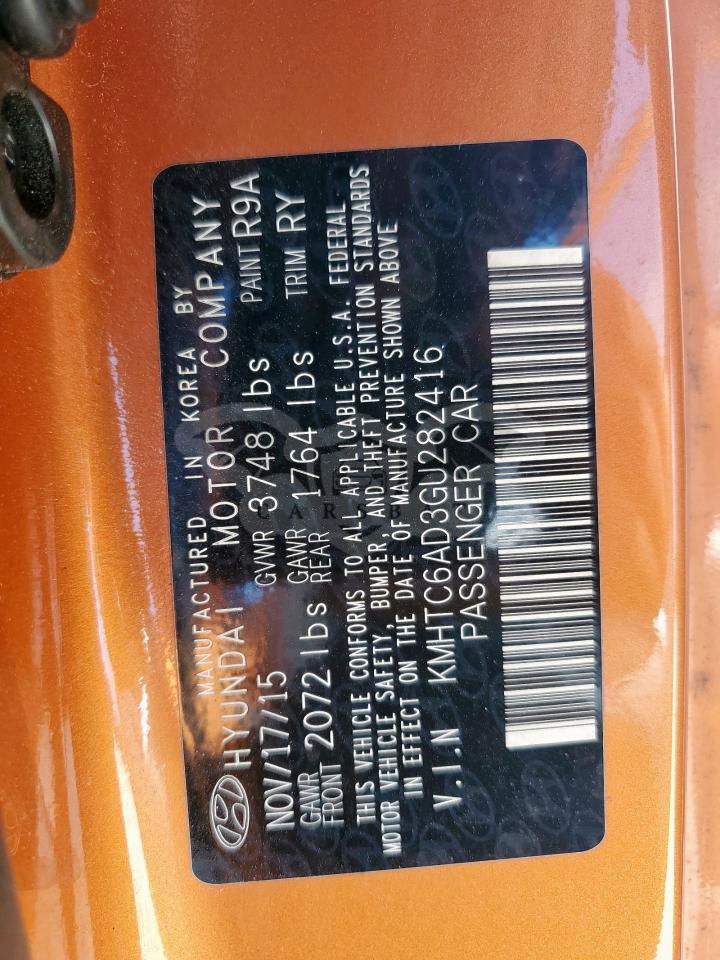 MANUFACTURED IN KOREA BY
HYUNDAI MOTOR COMPANY
NOV/17/15 GVWR 3748 lbs PAINT R9A
GAWR FRONT 2072 lbs GAWR REAR 1764 lbs TRIM RY
THIS VEHICLE CONFORMS TO ALL APPLICABLE U.S.A. FEDERAL
MOTOR VEHICLE SAFETY, BUMPER, AND THEFT PREVENTION STANDARDS
IN EFFECT ON THE DATE OF MANUFACTURE SHOWN ABOVE
V.I.N KMHTC6AD3GU282416
PASSENGER CAR